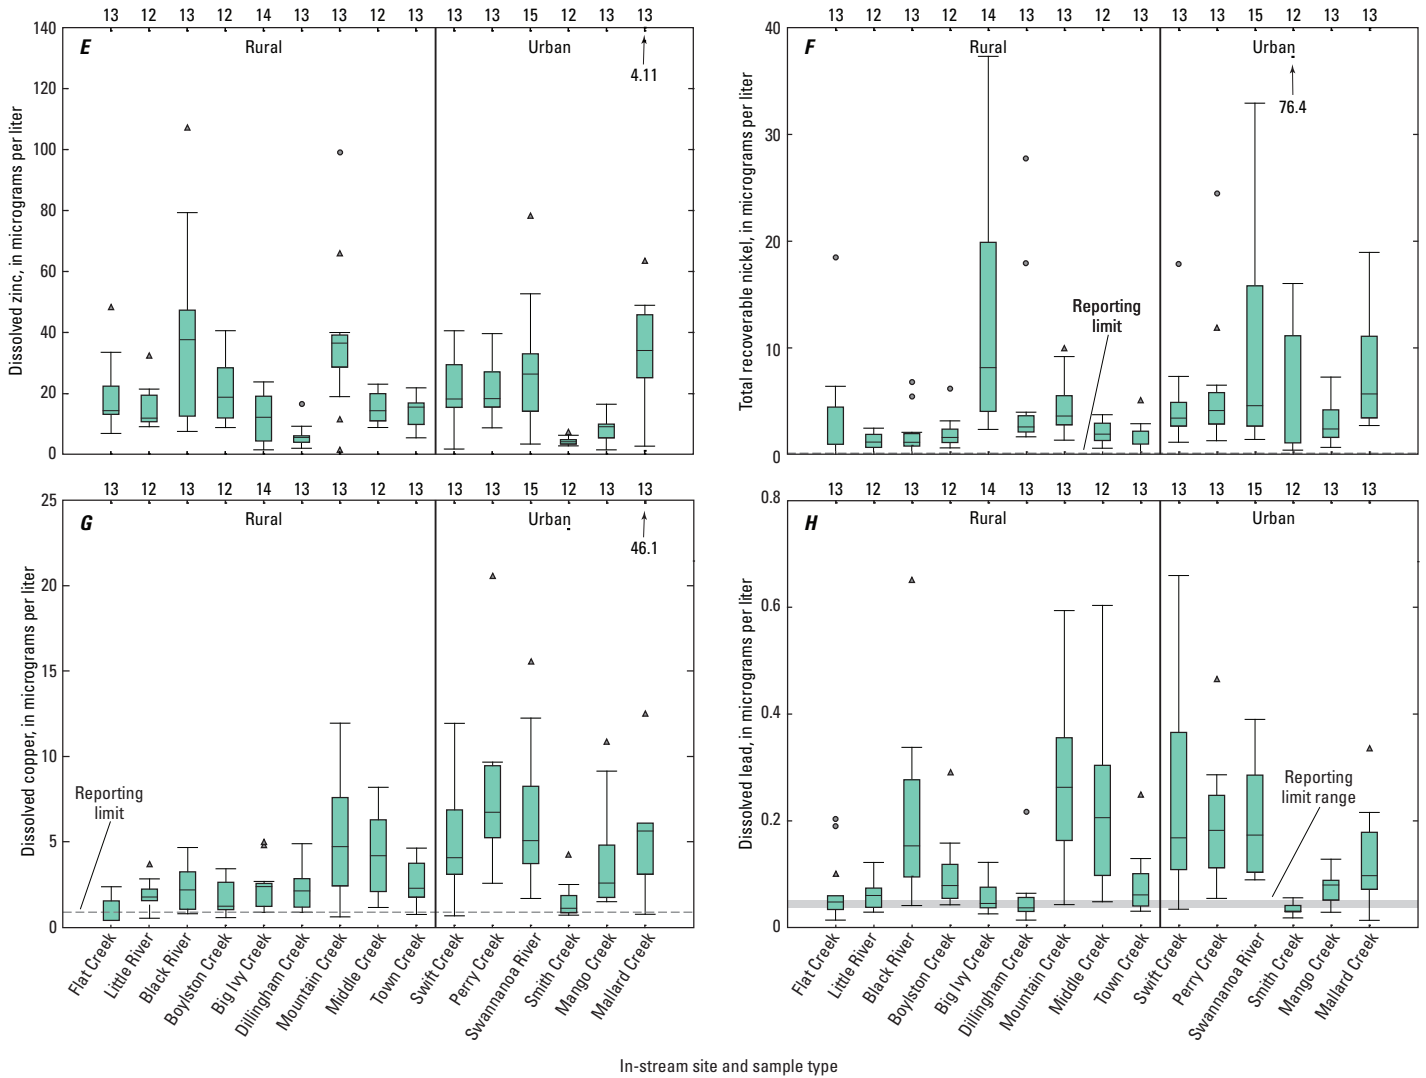 13 12 13 12 14 13 13 12 13 13 13 15 12 13 13
140
120
100
80
60
40
20
0
E
Rural
Urban
4.11
Dissolved zinc, in micrograms per liter
13 12 13 12 14 13 13 12 13 13 13 15 12 13 13
40
30
20
10
0
F
Rural
Urban
76.4
Reporting
limit
Total recoverable nickel, in micrograms per liter
13 12 13 12 14 13 13 12 13 13 13 15 12 13 13
25
20
15
10
5
0
G
Rural
Urban
46.1
Reporting
limit
Dissolved copper, in micrograms per liter
Flat Creek
Little River
Black River
Boylston Creek
Big Ivy Creek
Dillingham Creek
Mountain Creek
Middle Creek
Town Creek
Swift Creek
Perry Creek
Swannanoa River
Smith Creek
Mango Creek
Mallard Creek
13 12 13 12 14 13 13 12 13 13 13 15 12 13 13
0.8
0.6
0.4
0.2
0
H
Rural
Urban
Reporting
limit range
Dissolved lead, in micrograms per liter
Flat Creek
Little River
Black River
Boylston Creek
Big Ivy Creek
Dillingham Creek
Mountain Creek
Middle Creek
Town Creek
Swift Creek
Perry Creek
Swannanoa River
Smith Creek
Mango Creek
Mallard Creek
In-stream site and sample type